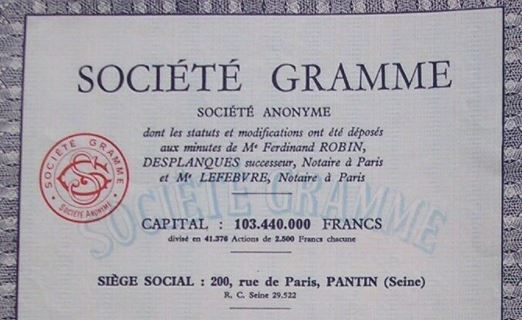 SOCIÉTÉ GRAMME
SOCIÉTÉ ANONYME
dont les statuts et modifications ont été déposés
aux minutes de Mᵉ Ferdinand ROBIN,
DESPLANQUES successeur, Notaire à Paris
et Mᵉ LEFEBVRE, Notaire à Paris
SOCIÉTÉ GRAMME
SOCIÉTÉ ANONYME
SOCIÉTÉ GRAMME
CAPITAL : 103.440.000 FRANCS
divisé en 41.376 Actions de 2.500 Francs chacune
SIÈGE SOCIAL : 200, rue de Paris, PANTIN (Seine)
R. C. Seine 29.522